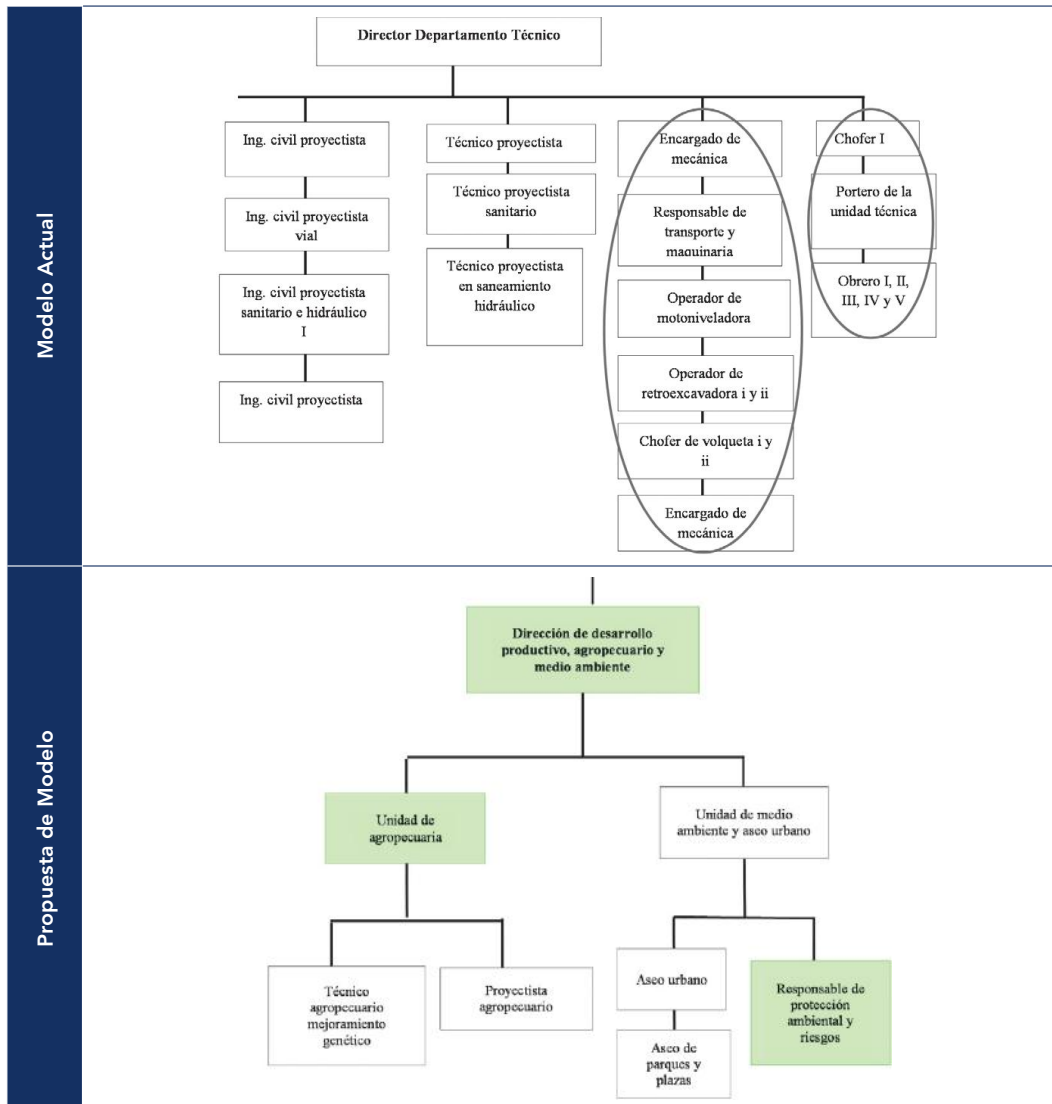 Modelo Actual
Director Departamento Técnico
Ing. civil proyectista
Ing. civil proyectista
vial
Ing. civil proyectista
sanitario e hidráulico
I
Ing. civil proyectista
Técnico proyectista
Técnico proyectista
sanitario
Técnico proyectista
en saneamiento
hidráulico
Encargado de
mecánica
Responsable de
transporte y
maquinaria
Operador de
motoniveladora
Operador de
retroexcavadora i y ii
Chofer de volqueta i y
ii
Encargado de
mecánica
Chofer I
Portero de la
unidad técnica
Obrero I, II,
III, IV y V
Propuesta de Modelo
Dirección de desarrollo
productivo, agropecuario y
medio ambiente
Unidad de
agropecuaria
Unidad de medio
ambiente y aseo urbano
Técnico
agropecuario
mejoramiento
genético
Proyectista
agropecuario
Aseo urbano
Aseo de
parques y
plazas
Responsable de
protección
ambiental y
riesgos